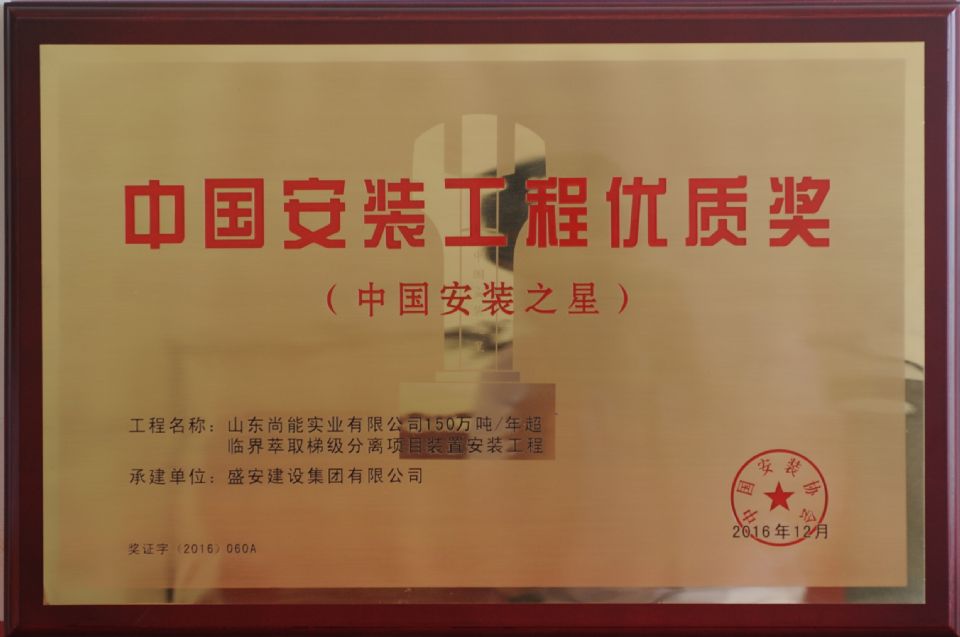 中国安装工程优质奖
（中国安装之星）
工程名称：山东尚能实业有限公司150万吨/年超
临界萃取梯级分离项目装置安装工程
承建单位：盛安建设集团有限公司
中国安装协会
2016年12月
奖证字（2016）060A